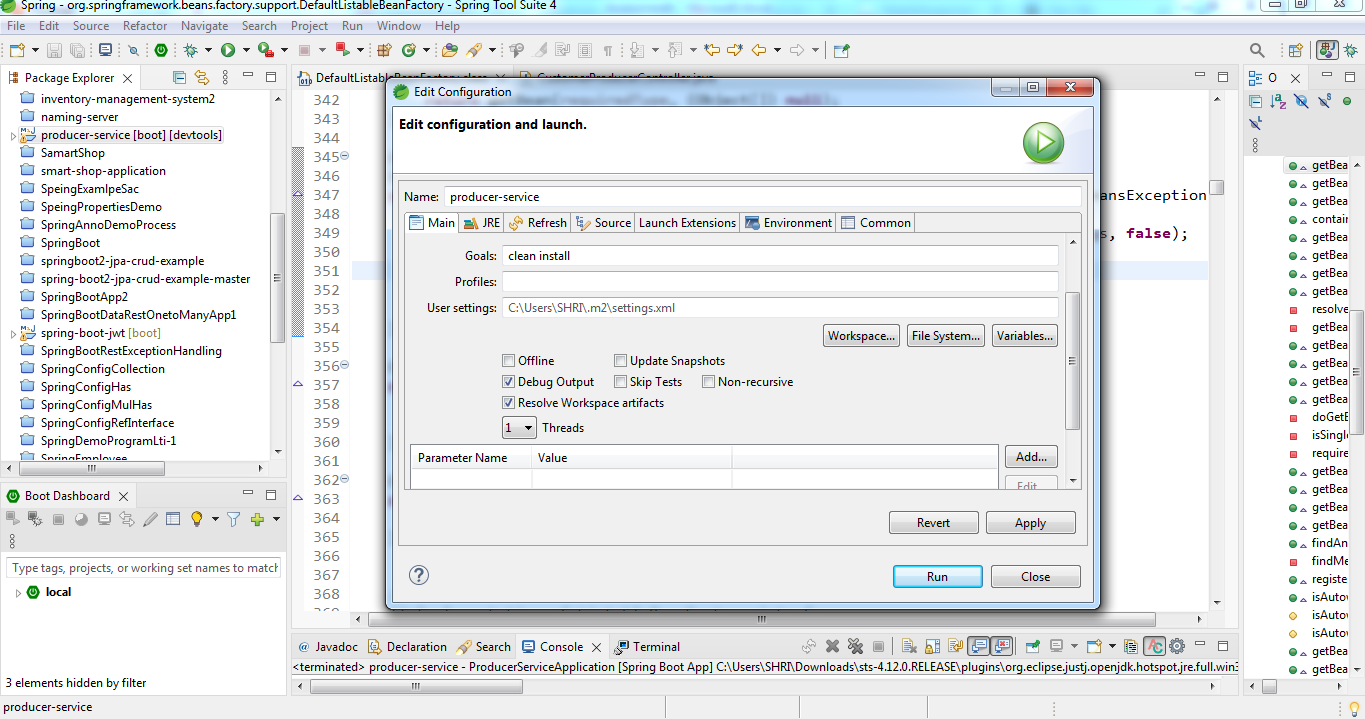 Spring - org.springframework.beans.factory.support.DefaultListableBeanFactory - Spring Tool Suite 4
File Edit Source Refactor Navigate Search Project Run Window Help
Package Explorer
inventory-management-system2
naming-server
producer-service [boot] [devtools]
SamartShop
smart-shop-application
SpeingExamlpeSac
SpeingPropertiesDemo
SpringAnnoDemoProcess
SpringBoot
springboot2-jpa-crud-example
spring-boot2-jpa-crud-example-master
SpringBootApp2
SpringBootDataRestOnetoManyApp1
spring-boot-jwt [boot]
SpringBootRestExceptionHandling
SpringConfigCollection
SpringConfigHas
SpringConfigMulHas
SpringConfigRefInterface
SpringDemoProgramLti-1
SpringEmployee
Boot Dashboard
Type tags, projects, or working set names to match
local
3 elements hidden by filter
producer-service
DefaultListableBeanFactory.class
CustomerProducerController.java
342
343
344
345
346
347
348
349
350
351
352
353
354
355
356
357
358
359
360
361
362
363
364
365
366
367
368
369
ansException
s, false);
Edit Configuration
Edit configuration and launch.
Name: producer-service
Main JRE Refresh Source Launch Extensions Environment Common
Goals: clean install
Profiles:
User settings: C:\Users\SHRI\.m2\settings.xml
Workspace... File System... Variables...
Offline Update Snapshots
Debug Output Skip Tests Non-recursive
Resolve Workspace artifacts
1 Threads
Parameter Name Value
Add...
Edit...
Revert Apply
Run Close
@ Javadoc Declaration Search Console Terminal
<terminated> producer-service - ProducerServiceApplication [Spring Boot App] C:\Users\SHRI\Downloads\sts-4.12.0.RELEASE\plugins\org.eclipse.justj.openjdk.hotspot.jre.full.win3
O
getBea
getBea
getBea
contain
getBea
getBea
getBea
getBea
resolve
getBea
getBea
getBea
getBea
getBea
doGetB
isSingl
require
getBea
getBea
getBea
getBea
findAn
findMe
registe
isAutow
isAutow
isAutow
getBea
getBea